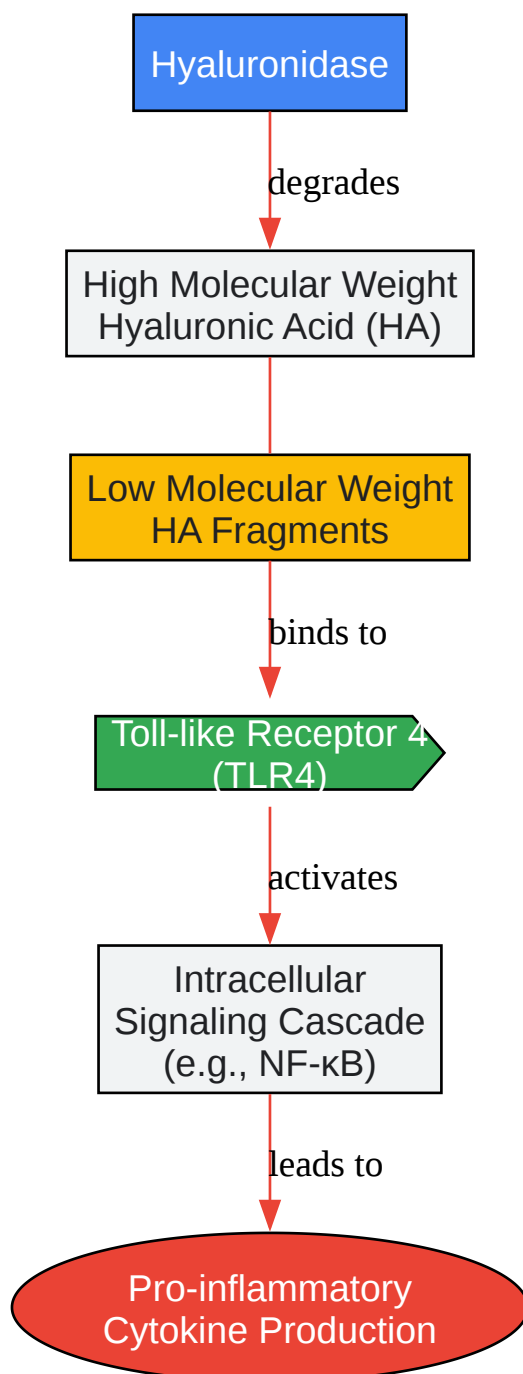 Hyaluronidase
degrades
High Molecular Weight
Hyaluronic Acid (HA)
Low Molecular Weight
HA Fragments
binds to
Toll-like Receptor 4
(TLR4)
activates
Intracellular
Signaling Cascade
(e.g., NF-κB)
leads to
Pro-inflammatory
Cytokine Production